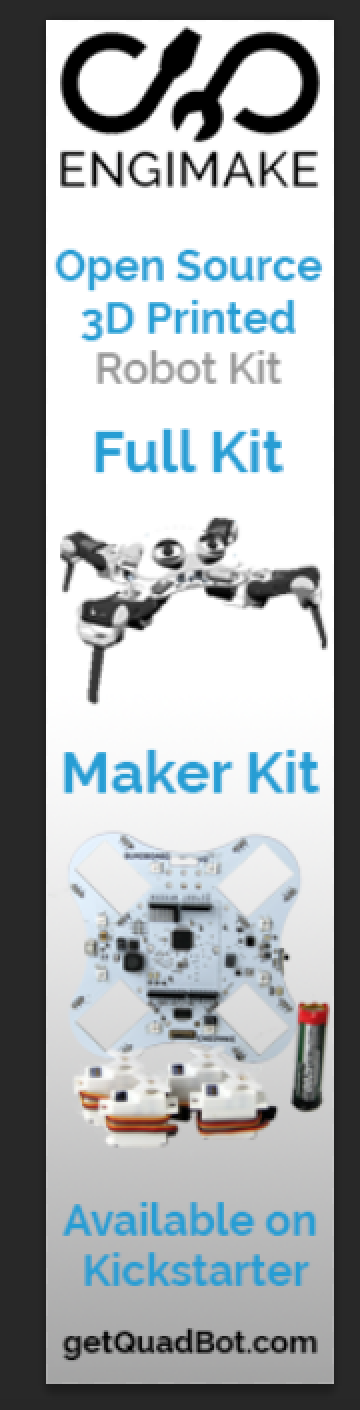 ENGIMAKE
Open Source
3D Printed
Robot Kit
Full Kit
Maker Kit
Available on
Kickstarter
getQuadBot.com